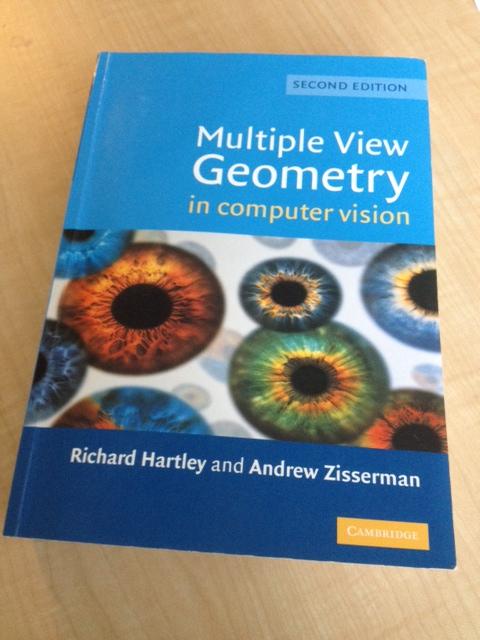 SECOND EDITION
Multiple View
Geometry
in computer vision
Richard Hartley and Andrew Zisserman
CAMBRIDGE